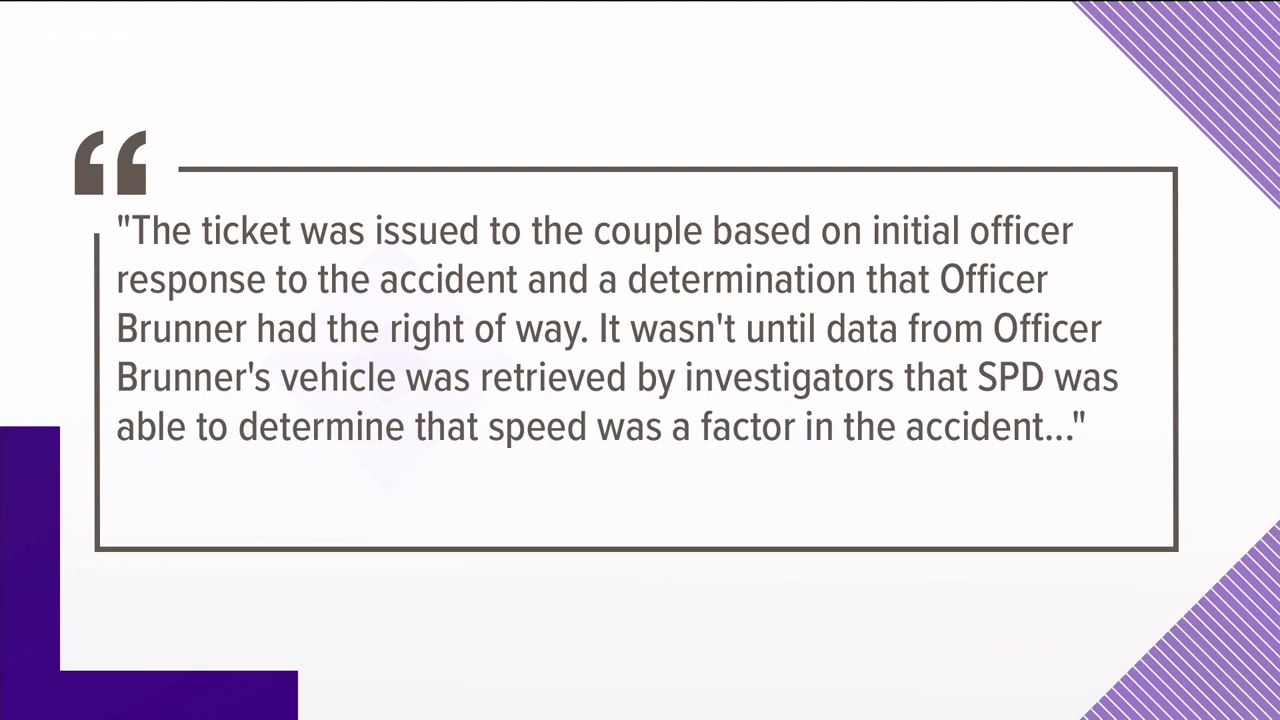 "The ticket was issued to the couple based on initial officer
response to the accident and a determination that Officer
Brunner had the right of way. It wasn't until data from Officer
Brunner's vehicle was retrieved by investigators that SPD was
able to determine that speed was a factor in the accident..."